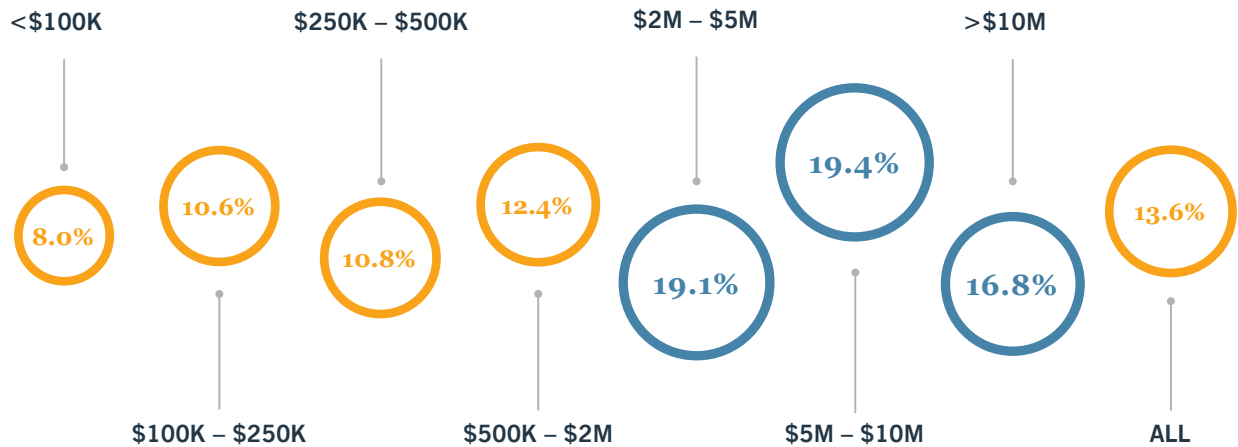 <$100K
$250K – $500K
$2M – $5M
>$10M
8.0%
10.6%
10.8%
12.4%
19.1%
19.4%
16.8%
13.6%
$100K – $250K
$500K – $2M
$5M – $10M
ALL